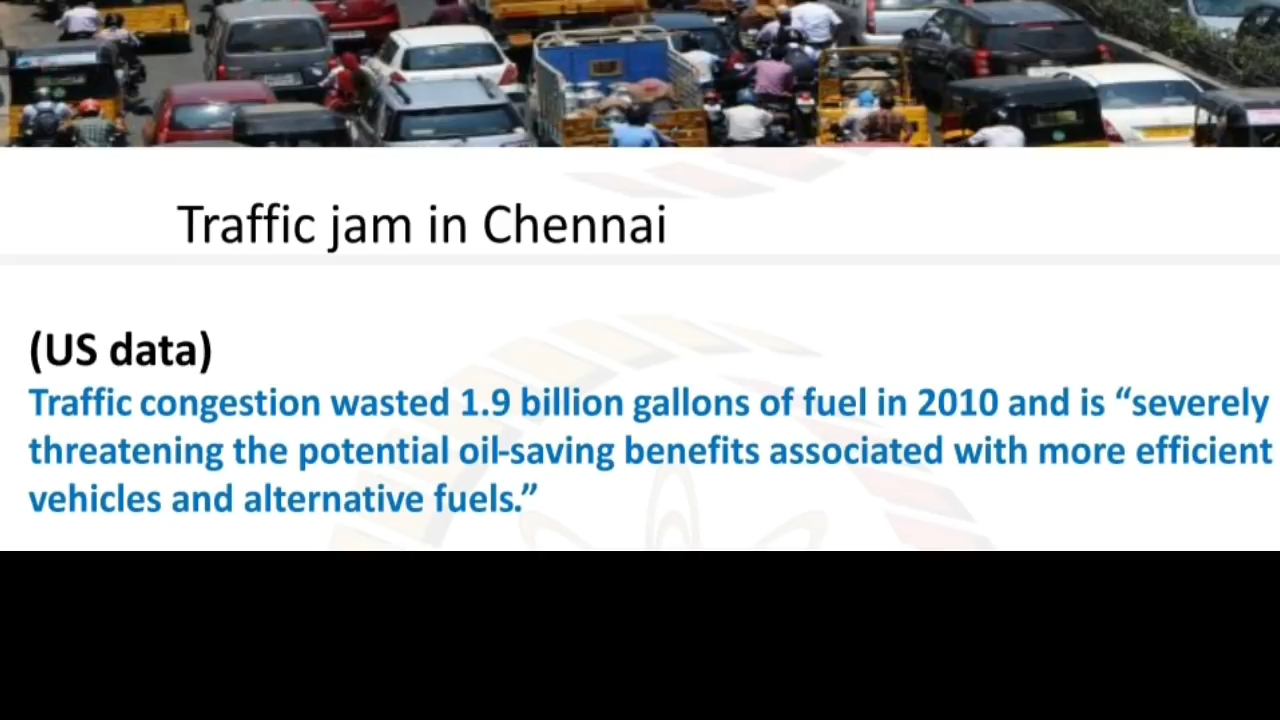 Traffic jam in Chennai
(US data)
Traffic congestion wasted 1.9 billion gallons of fuel in 2010 and is “severely
threatening the potential oil-saving benefits associated with more efficient
vehicles and alternative fuels.”